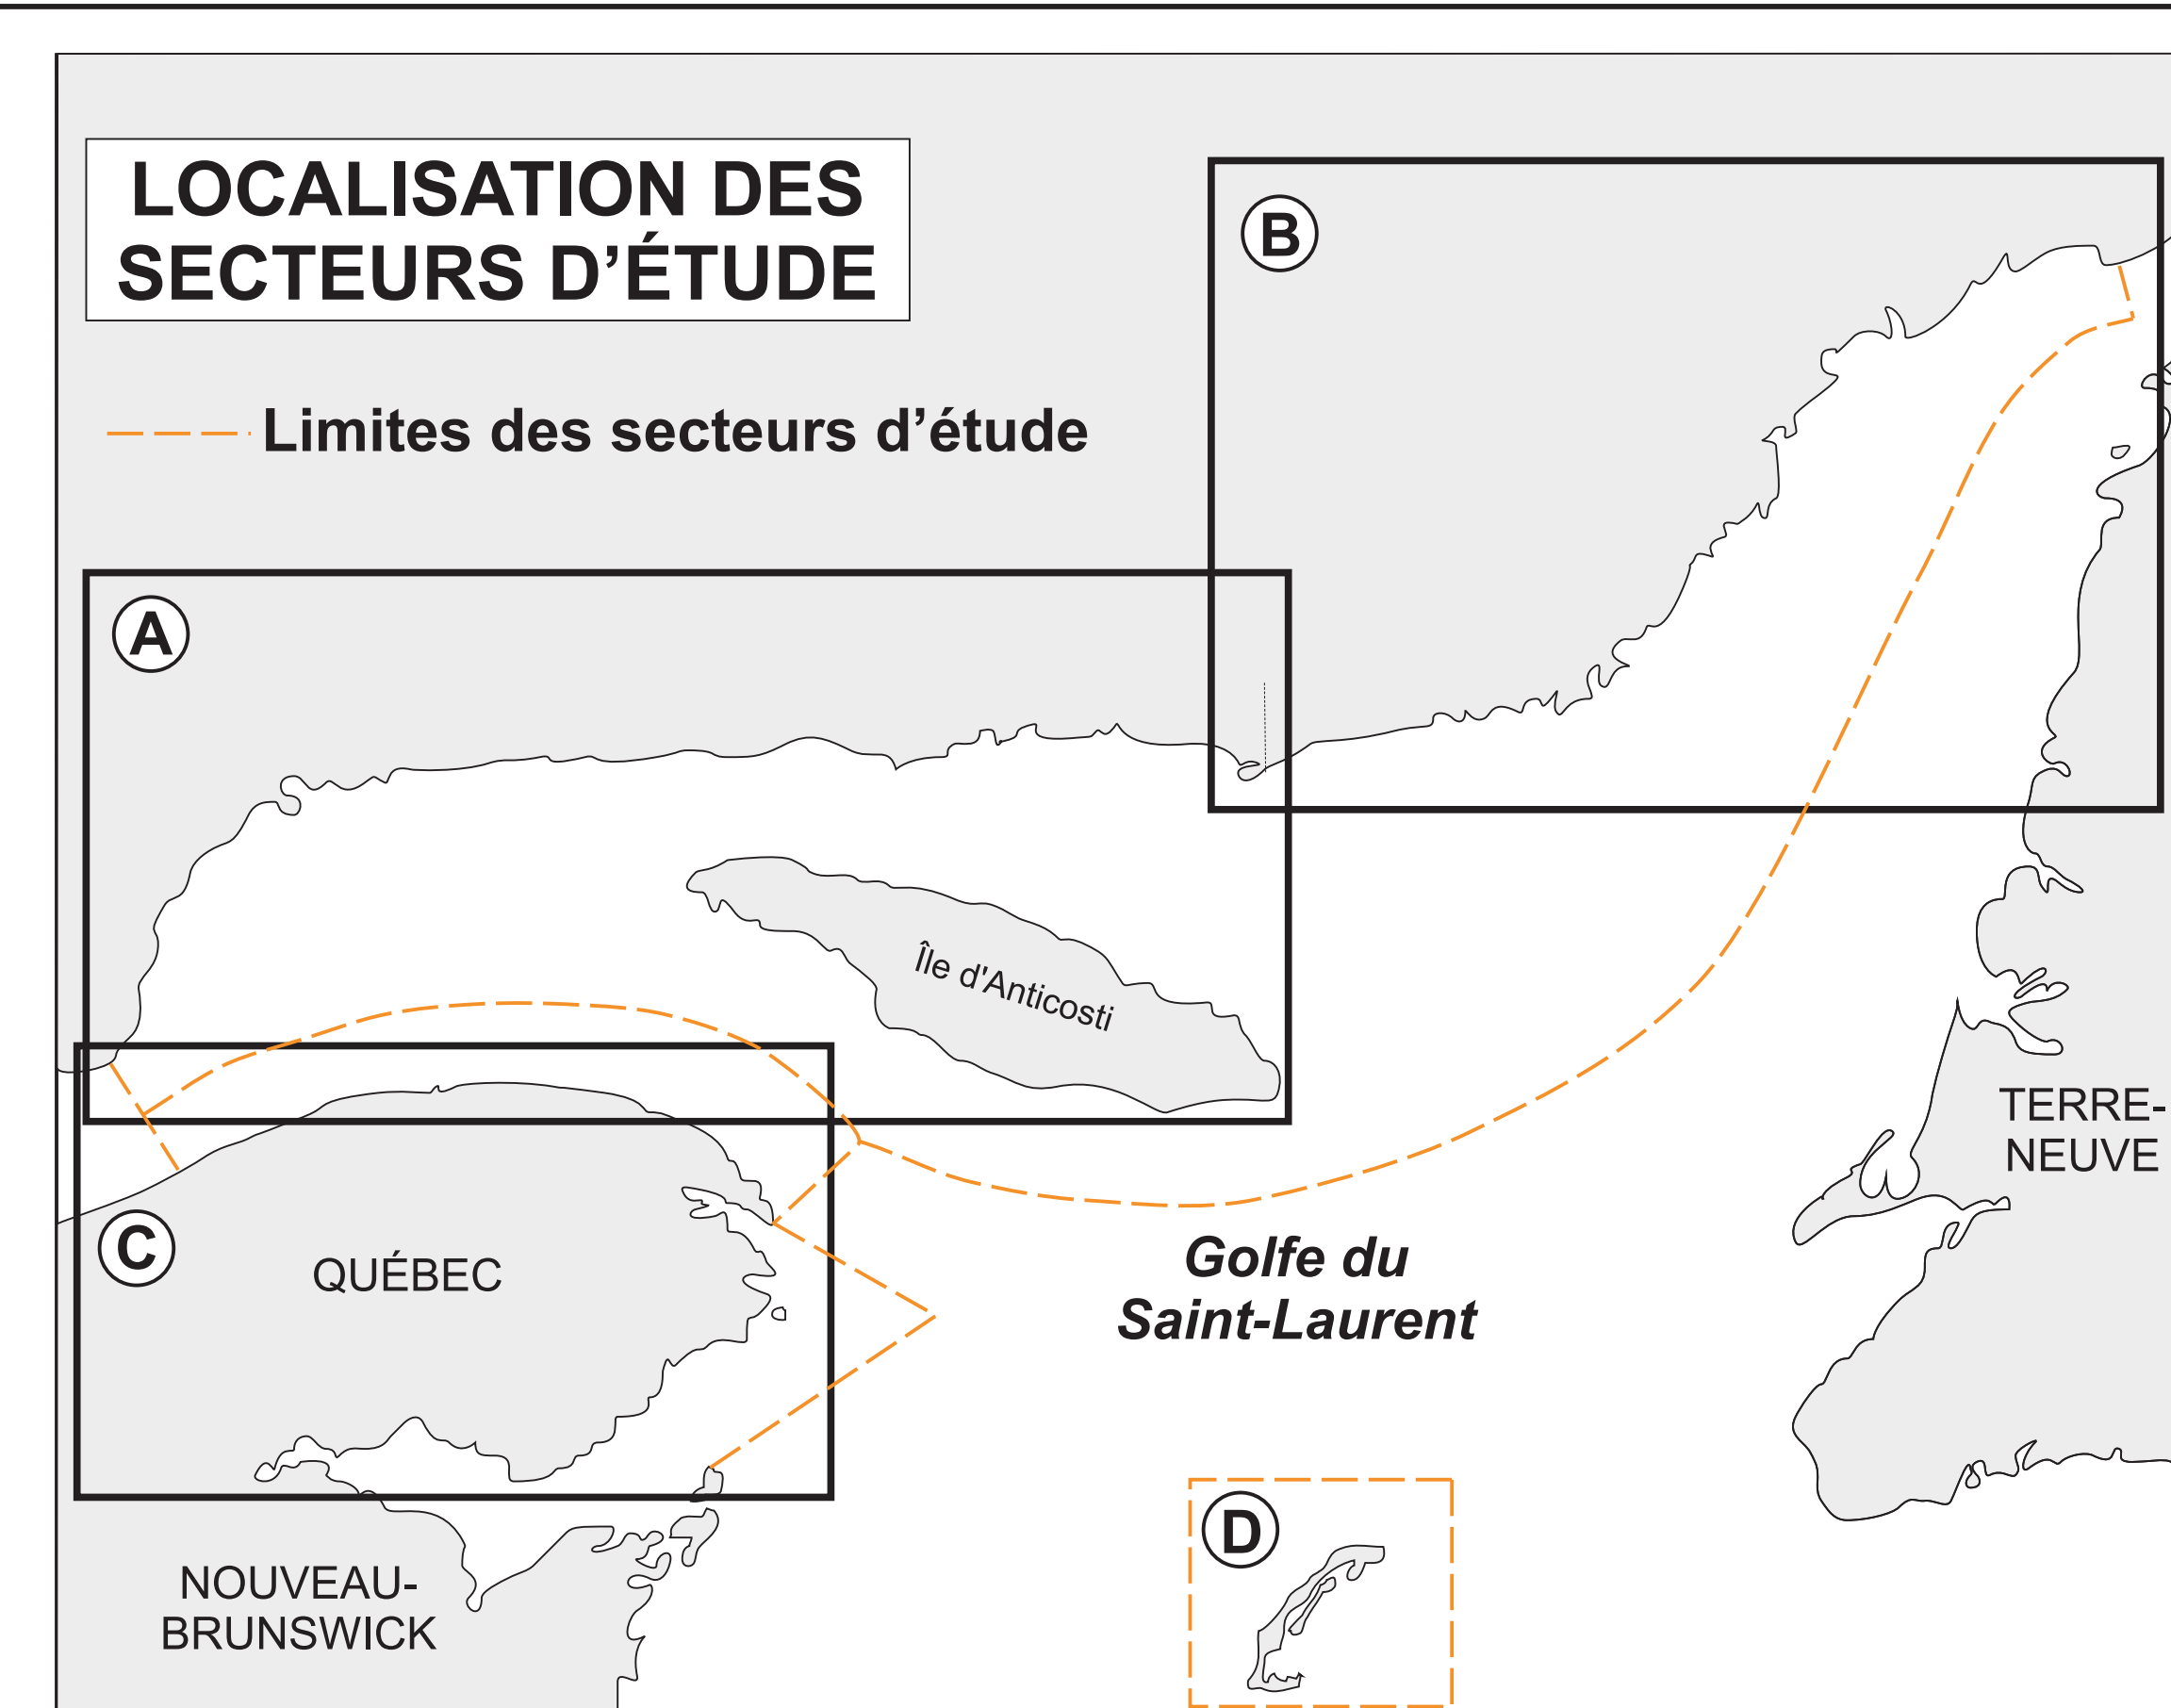 LOCALISATION DES
SECTEURS D’ÉTUDE
Limites des secteurs d’étude
B
A
Île d'Anticosti
TERRE-
NEUVE
C
QUÉBEC
Golfe du
Saint-Laurent
D
NOUVEAU-
BRUNSWICK